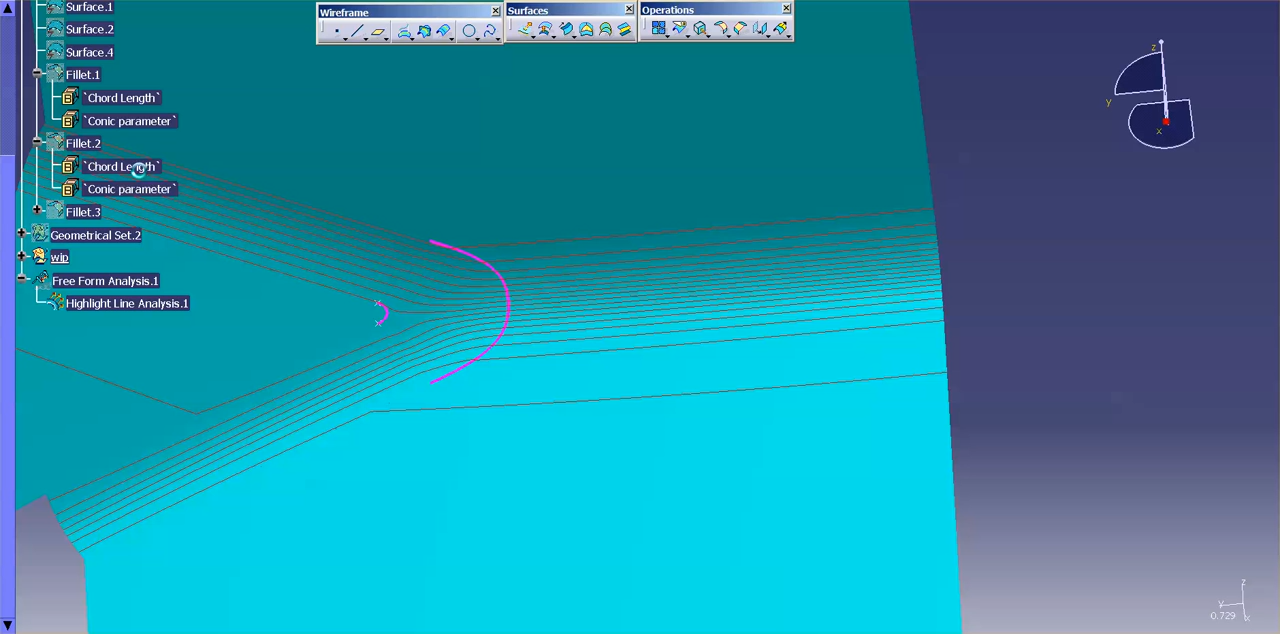 Surface.1
Surface.2
Surface.4
Fillet.1
`Chord Length`
`Conic parameter`
Fillet.2
`Chord Length`
`Conic parameter`
Fillet.3
Geometrical Set.2
wip
Free Form Analysis.1
Highlight Line Analysis.1
Wireframe
Surfaces
Operations
z
y
x
z
y
x
0.729